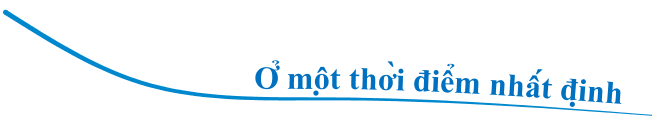 Ở một thời điểm nhất định